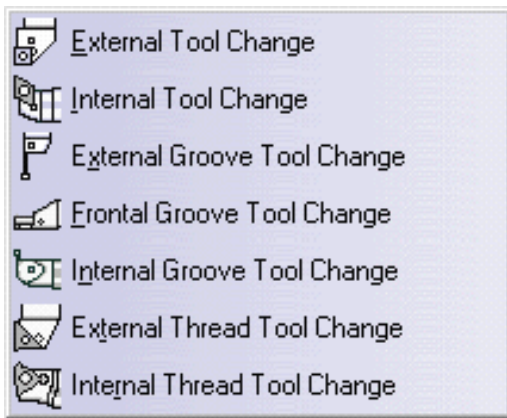 External Tool Change
Internal Tool Change
External Groove Tool Change
Frontal Groove Tool Change
Internal Groove Tool Change
External Thread Tool Change
Internal Thread Tool Change